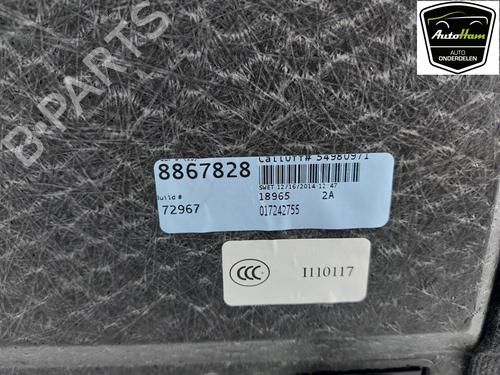 AutoHam
AUTO
ONDERDELEN
B-PARTS
Calloff# 54980971
8867828
SWET 12/16/2014 12:47
Build #
18965 2A
72967
017242755
CCC
I110117